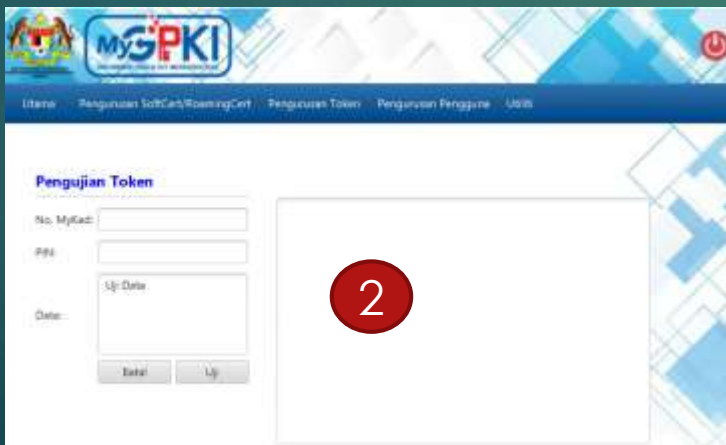 MyGPKI
Utama Pengurusan SoftCert/RoamingCert Pengurusan Token Pengurusan Pengguna Utiliti
Pengujian Token
No. MyKad:
PIN:
Uji Data
Data:
Batal Uji
2